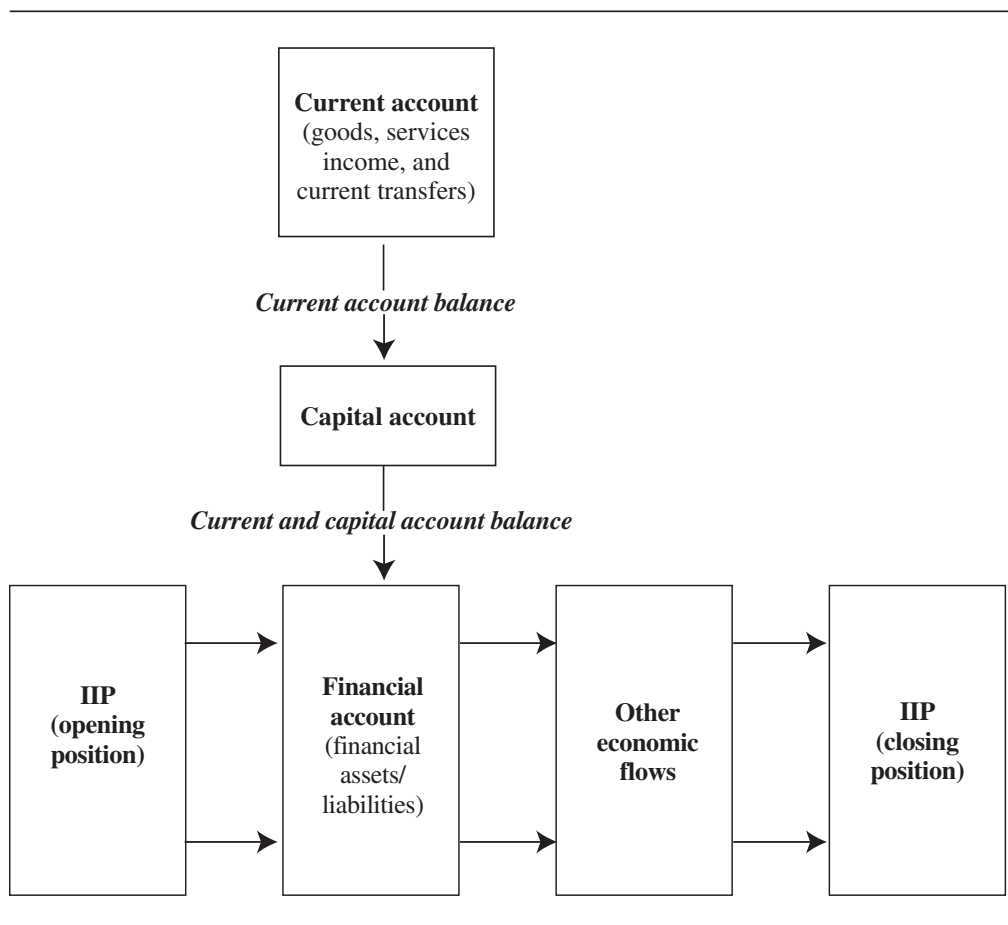 Current account
(goods, services
income, and
current transfers)
Current account balance
Capital account
Current and capital account balance
IIP
(opening
position)
Financial
account
(financial
assets/
liabilities)
Other
economic
flows
IIP
(closing
position)